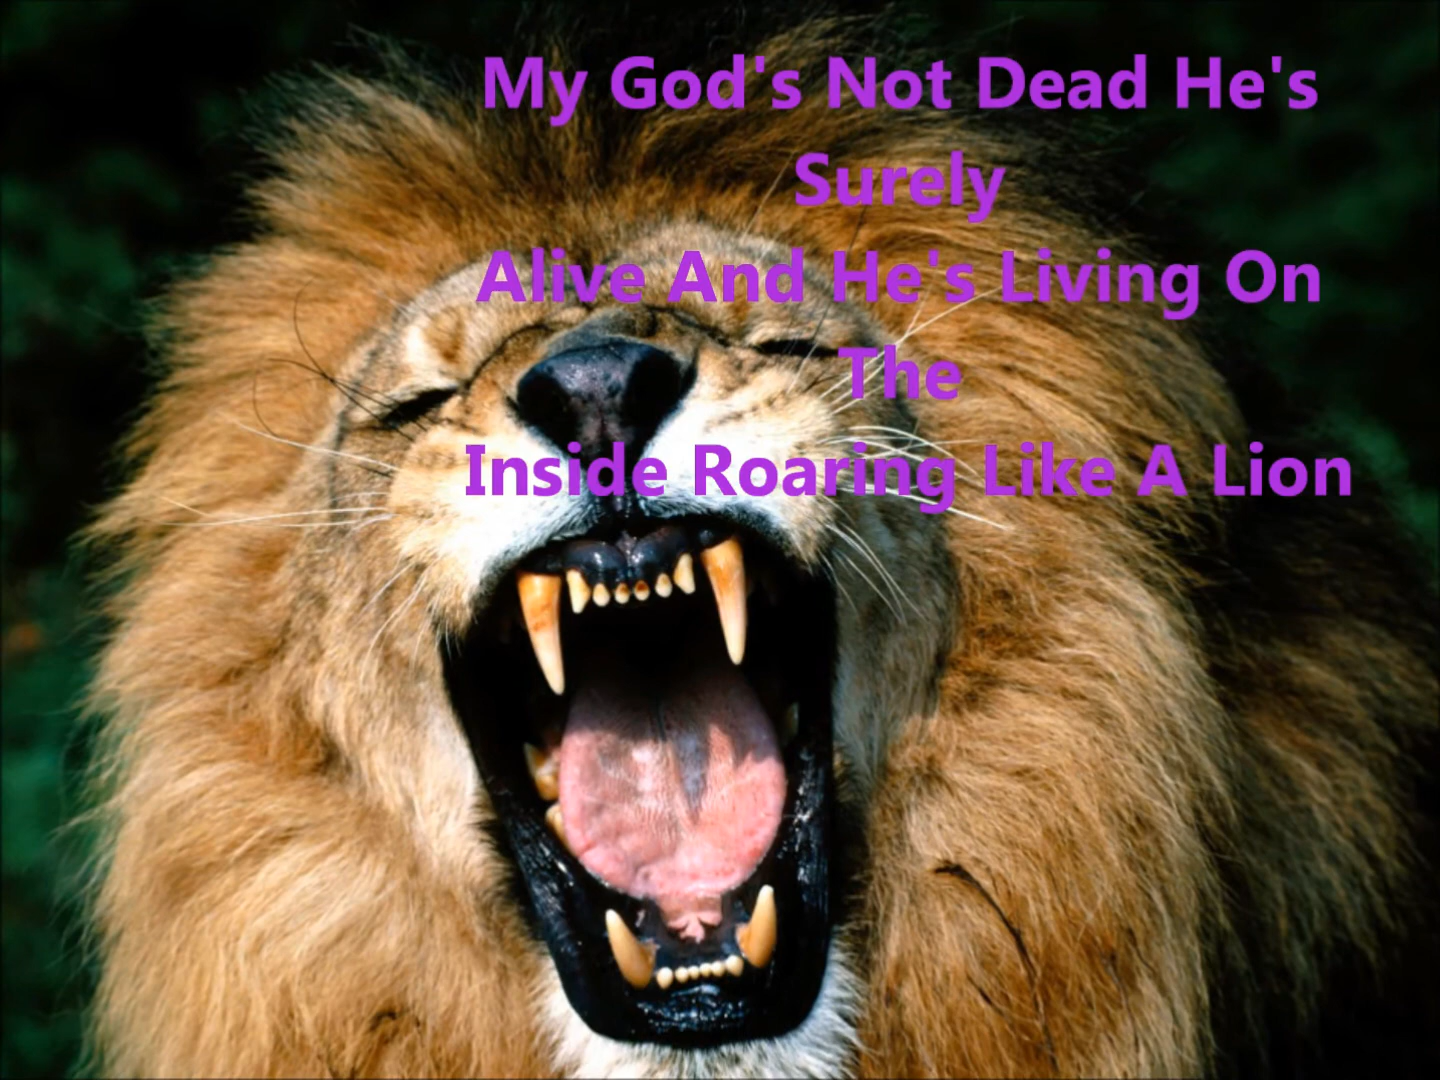 My God's Not Dead He's
Surely
Alive And He's Living On
The
Inside Roaring Like A Lion